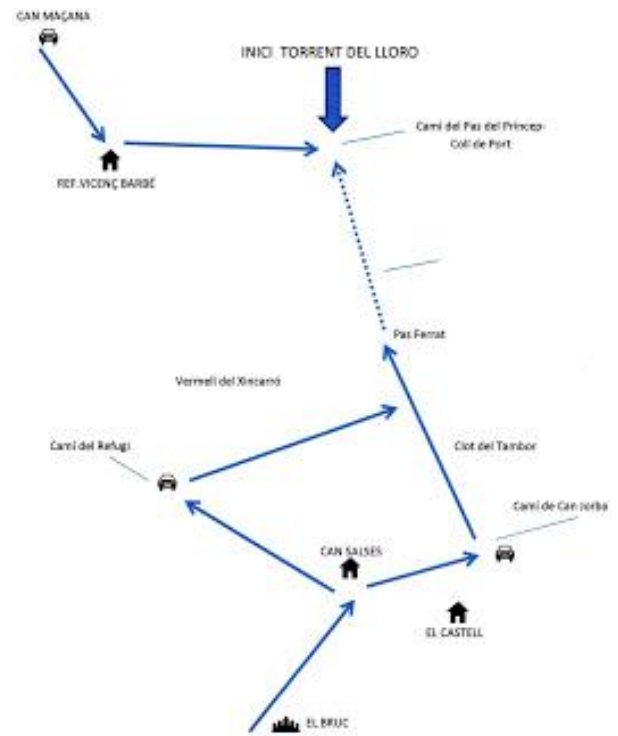 CAN MAÇANA
INICI TORRENT DEL LLORO
Camí del Pas del Príncep-
Coll de Port
REF.VICENÇ BARBÉ
Pas Ferrat
Vermell del Xincarró
Camí del Refugi
Clot del Tambor
Camí de Can Jorba
CAN SALSES
EL CASTELL
EL BRUC